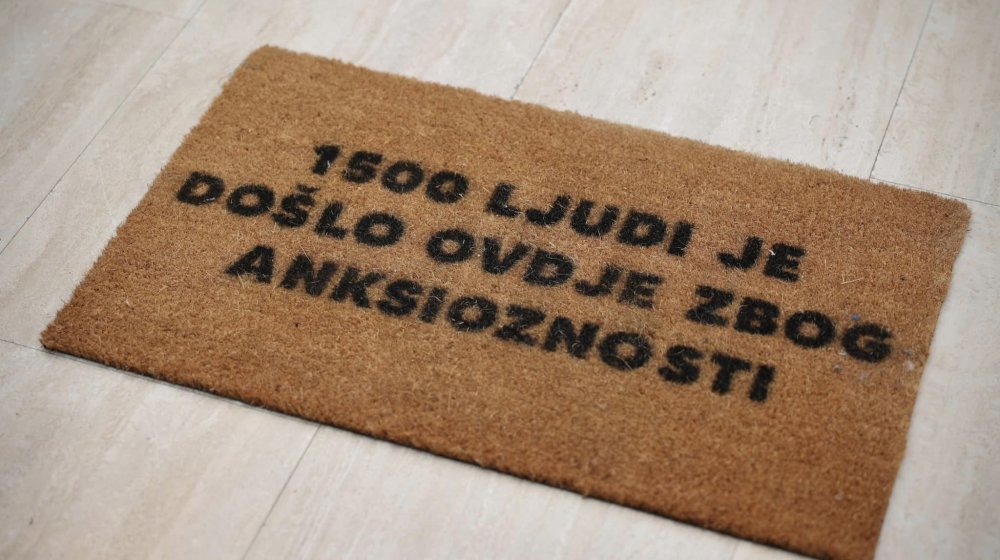 1500 LJUDI JE
DOŠLO OVDJE ZBOG
ANKSIOZNOSTI